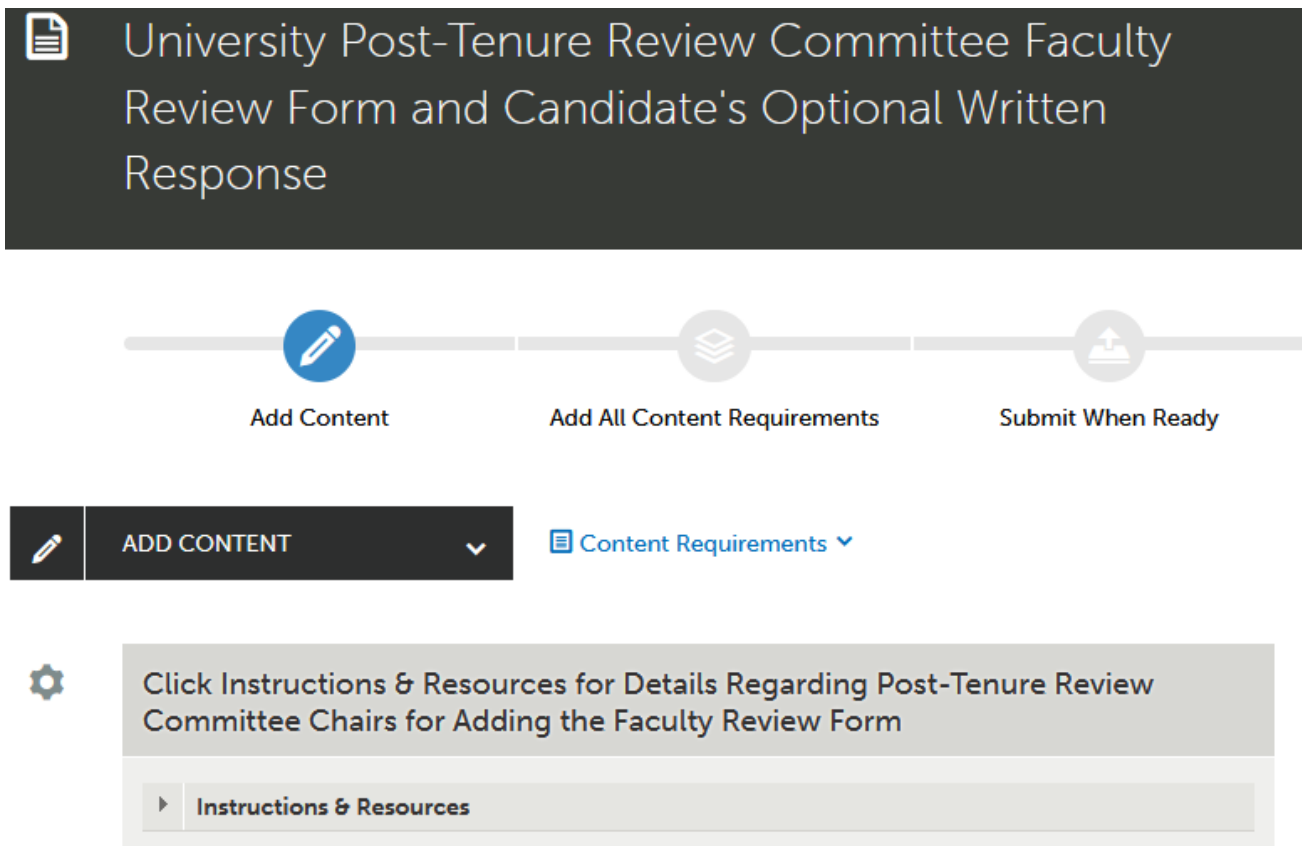 University Post-Tenure Review Committee Faculty
Review Form and Candidate's Optional Written
Response
Add Content
Add All Content Requirements
Submit When Ready
ADD CONTENT
Content Requirements
Click Instructions & Resources for Details Regarding Post-Tenure Review
Committee Chairs for Adding the Faculty Review Form
Instructions & Resources